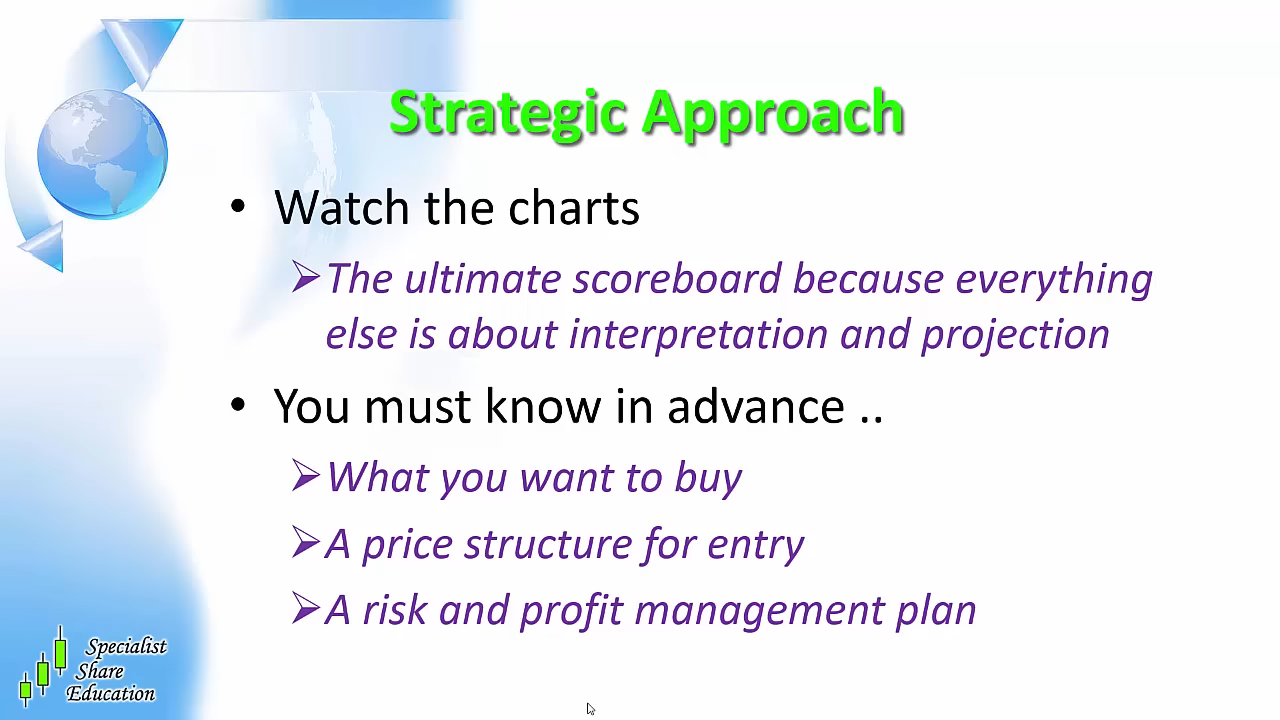 Strategic Approach
• Watch the charts
➢The ultimate scoreboard because everything
else is about interpretation and projection
• You must know in advance ..
➢What you want to buy
➢A price structure for entry
➢A risk and profit management plan
Specialist
Share
Education